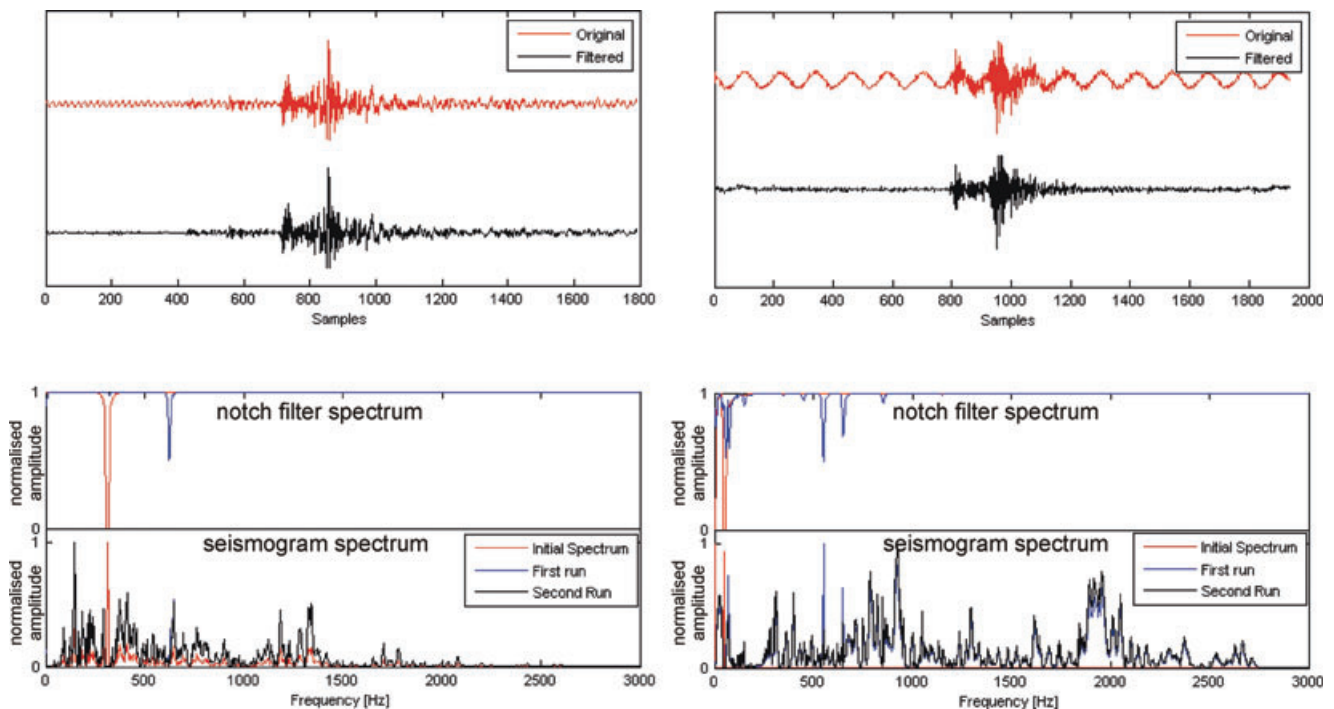 Original
Filtered
0 200 400 600 800 1000 1200 1400 1600 1800
Samples
Original
Filtered
0 200 400 600 800 1000 1200 1400 1600 1800 2000
Samples
1
notch filter spectrum
normalised
amplitude
0
1
seismogram spectrum
normalised
amplitude
0
Initial Spectrum
First run
Second Run
0 500 1000 1500 2000 2500 3000
Frequency [Hz]
1
notch filter spectrum
normalised
amplitude
0
1
seismogram spectrum
normalised
amplitude
0
Initial Spectrum
First run
Second Run
0 500 1000 1500 2000 2500 3000
Frequency [Hz]